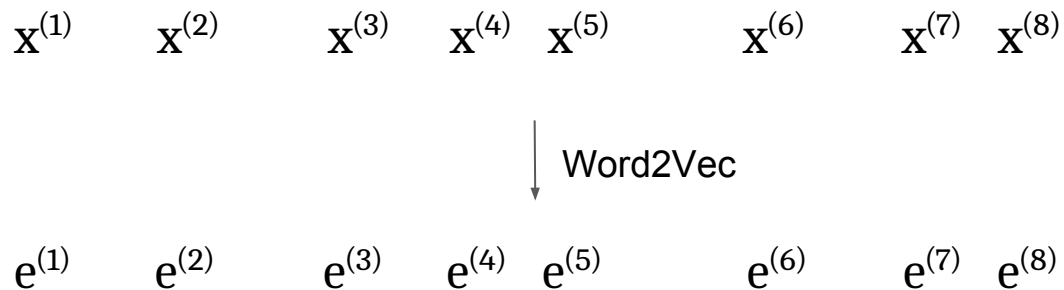 x⁽¹⁾ x⁽²⁾ x⁽³⁾ x⁽⁴⁾ x⁽⁵⁾ x⁽⁶⁾ x⁽⁷⁾ x⁽⁸⁾
Word2Vec
e⁽¹⁾ e⁽²⁾ e⁽³⁾ e⁽⁴⁾ e⁽⁵⁾ e⁽⁶⁾ e⁽⁷⁾ e⁽⁸⁾